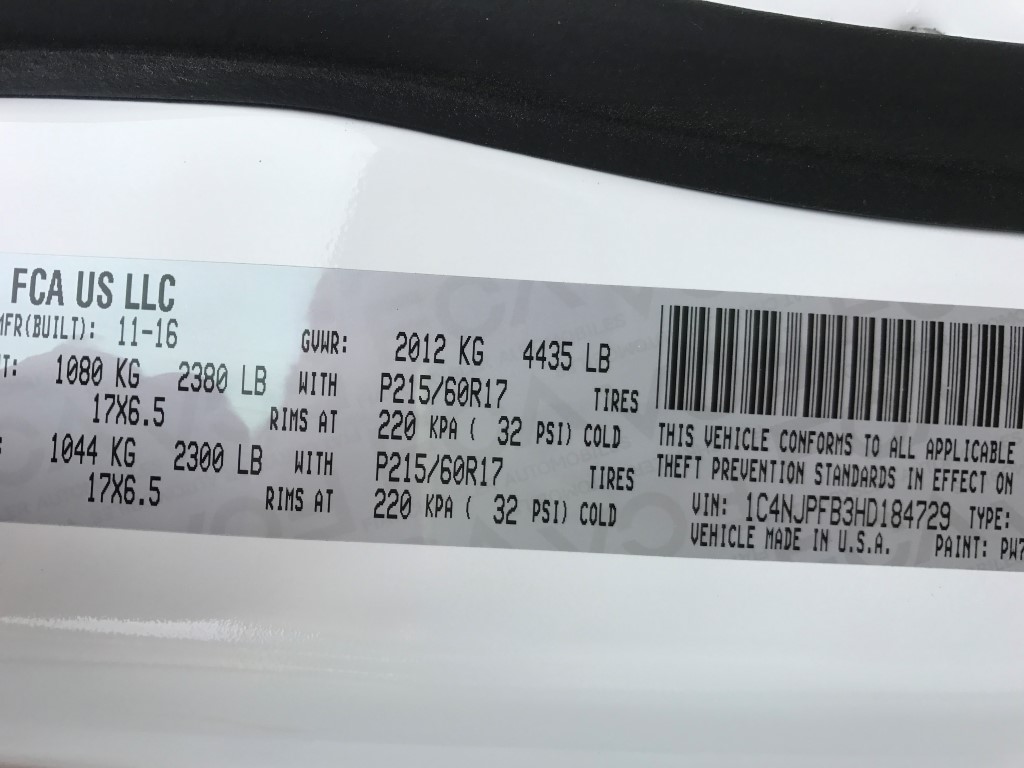 FCA US LLC
MFR(BUILT): 11-16 GVWR: 2012 KG 4435 LB
T: 1080 KG 2380 LB WITH P215/60R17 TIRES
17X6.5 RIMS AT 220 KPA ( 32 PSI) COLD
: 1044 KG 2300 LB WITH P215/60R17 TIRES
17X6.5 RIMS AT 220 KPA ( 32 PSI) COLD
THIS VEHICLE CONFORMS TO ALL APPLICABLE
THEFT PREVENTION STANDARDS IN EFFECT ON
VIN: 1C4NJPFB3HD184729 TYPE:
VEHICLE MADE IN U.S.A. PAINT: PW7